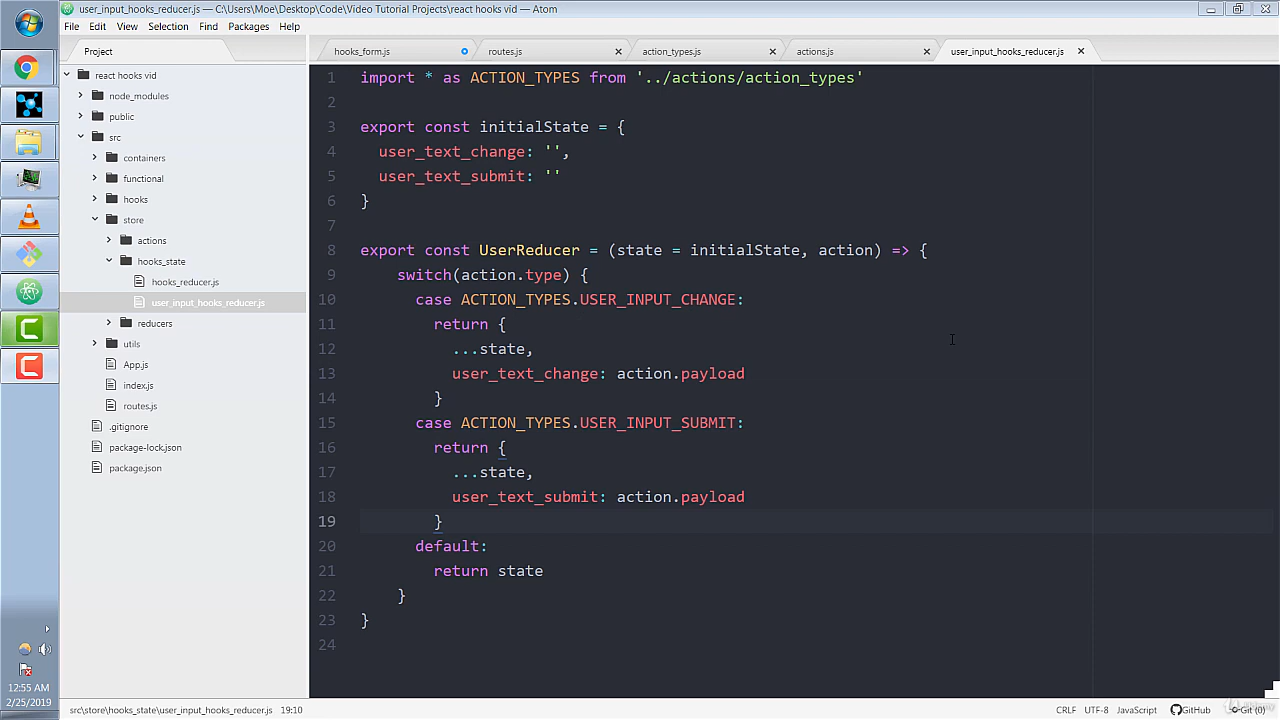 user_input_hooks_reducer.js — C:\Users\Moe\Desktop\Code\Video Tutorial Projects\react hooks vid — Atom
File Edit View Selection Find Packages Help
Project
hooks_form.js
routes.js
action_types.js
actions.js
user_input_hooks_reducer.js
react hooks vid
node_modules
public
src
containers
functional
hooks
store
actions
hooks_state
hooks_reducer.js
user_input_hooks_reducer.js
reducers
utils
App.js
index.js
routes.js
.gitignore
package-lock.json
package.json
1 import * as ACTION_TYPES from '../actions/action_types'
2
3 export const initialState = {
4 user_text_change: '',
5 user_text_submit: ''
6 }
7
8 export const UserReducer = (state = initialState, action) => {
9 switch(action.type) {
10 case ACTION_TYPES.USER_INPUT_CHANGE:
11 return {
12 ...state,
13 user_text_change: action.payload
14 }
15 case ACTION_TYPES.USER_INPUT_SUBMIT:
16 return {
17 ...state,
18 user_text_submit: action.payload
19 }
20 default:
21 return state
22 }
23 }
24
12:55 AM
2/25/2019
src\store\hooks_state\user_input_hooks_reducer.js 19:10
CRLF UTF-8 JavaScript GitHub Git (0)